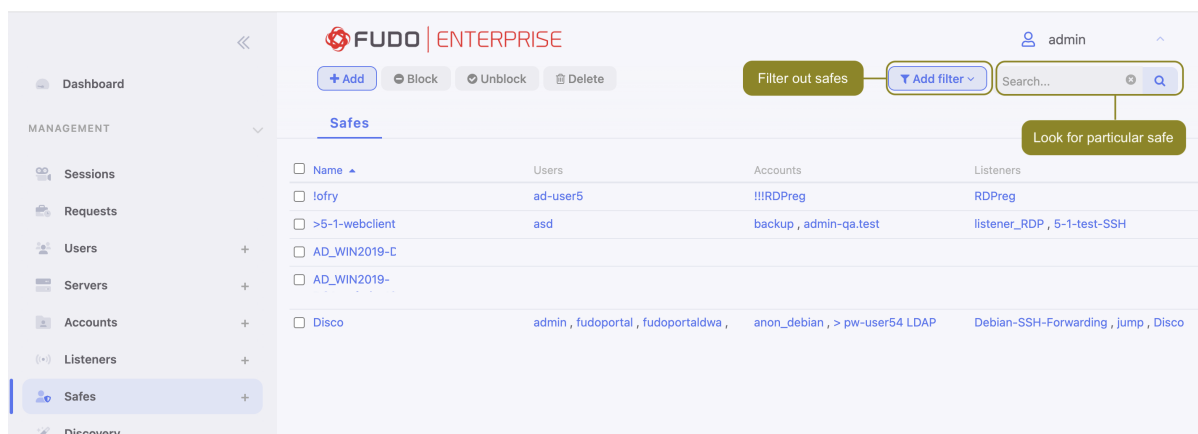 FUDO ENTERPRISE
admin
+ Add
Block
Unblock
Delete
Filter out safes
Add filter
Search...
Look for particular safe
Dashboard
MANAGEMENT
Sessions
Requests
Users +
Servers +
Accounts +
Listeners +
Safes +
Discovery
Safes
Name Users Accounts Listeners
!ofry ad-user5 !!!RDPreg RDPreg
>5-1-webclient asd backup , admin-qa.test listener_RDP , 5-1-test-SSH
AD_WIN2019-D
AD_WIN2019-
Disco admin , fudoportal , fudoportaldwa , anon_debian , > pw-user54 LDAP Debian-SSH-Forwarding , jump , Disco